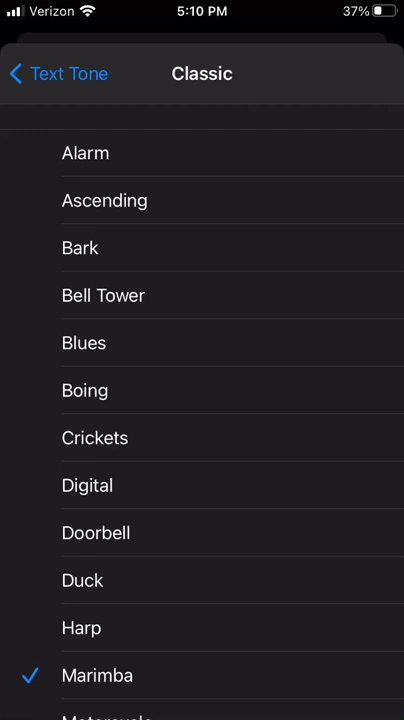 Verizon 5:10 PM 37%
Text Tone Classic
Alarm
Ascending
Bark
Bell Tower
Blues
Boing
Crickets
Digital
Doorbell
Duck
Harp
Marimba